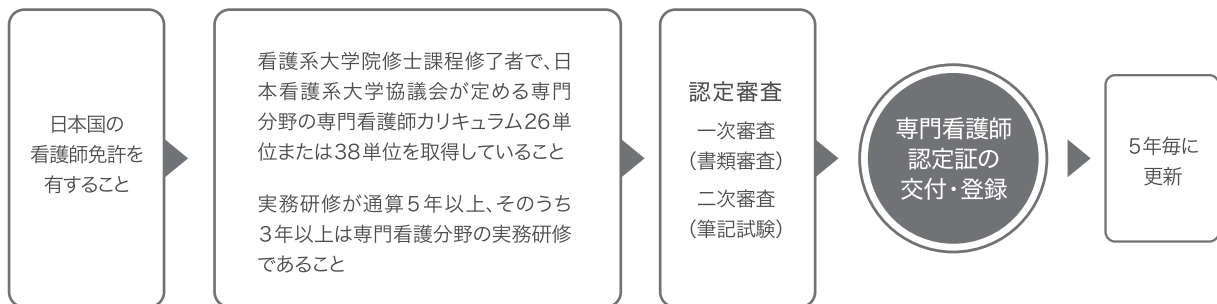 日本国の
看護師免許を
有すること
看護系大学院修士課程修了者で、日
本看護系大学協議会が定める専門
分野の専門看護師カリキュラム26単
位または38単位を取得していること
実務研修が通算5年以上、そのうち
3年以上は専門看護分野の実務研修
であること
認定審査
一次審査
(書類審査)
二次審査
(筆記試験)
専門看護師
認定証の
交付・登録
5年毎に
更新